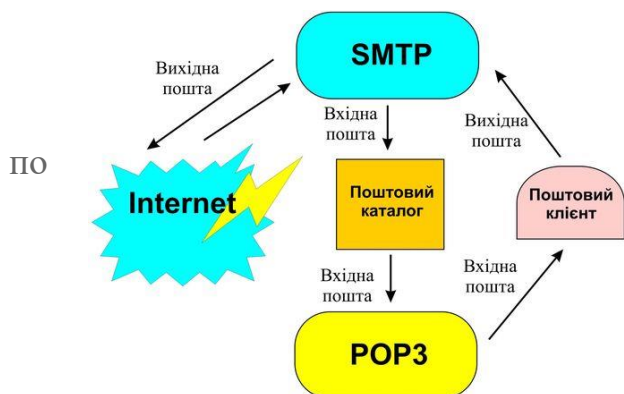 SMTP
Вихідна
пошта
Вхідна
пошта
Вихідна
пошта
по
Internet
Поштовий
каталог
Поштовий
клієнт
Вхідна
пошта
Вхідна
пошта
POP3